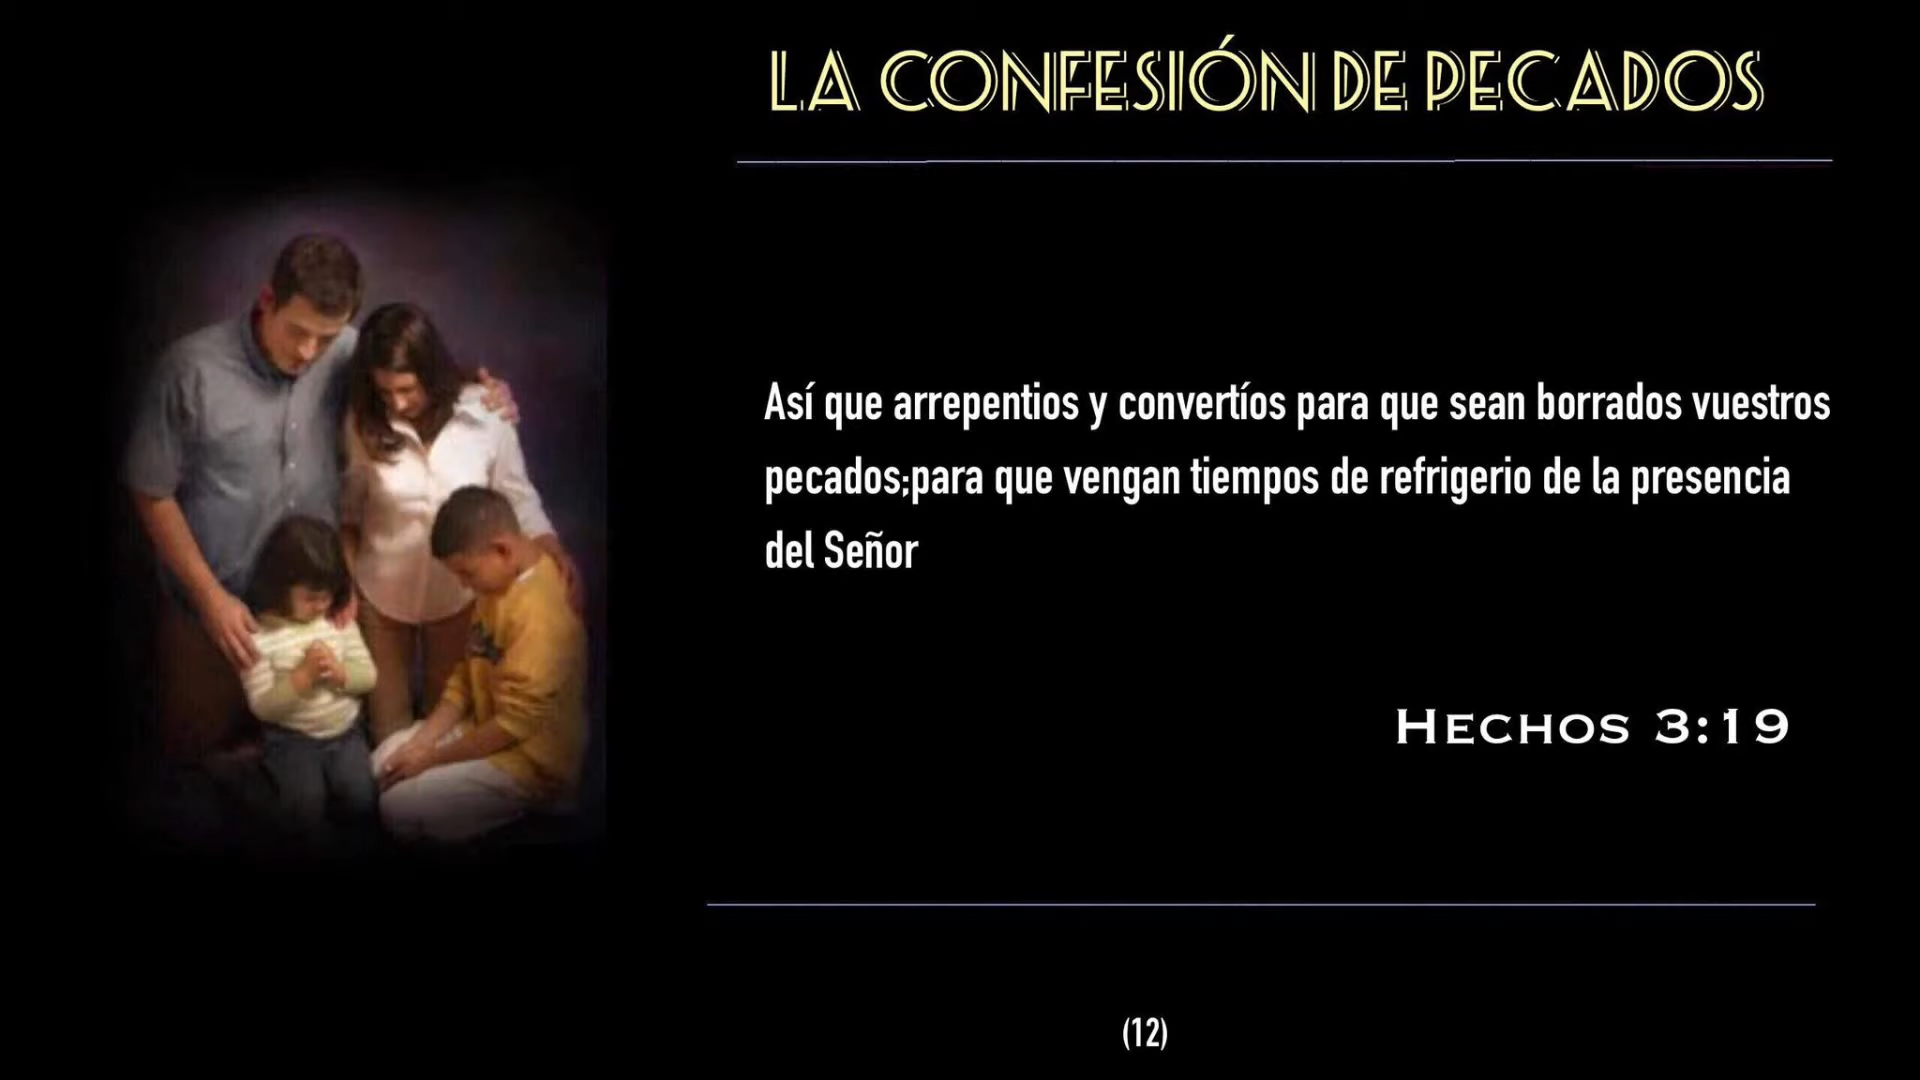 LA CONFESIÓN DE PECADOS
Así que arrepentios y convertíos para que sean borrados vuestros
pecados;para que vengan tiempos de refrigerio de la presencia
del Señor
HECHOS 3:19
(12)